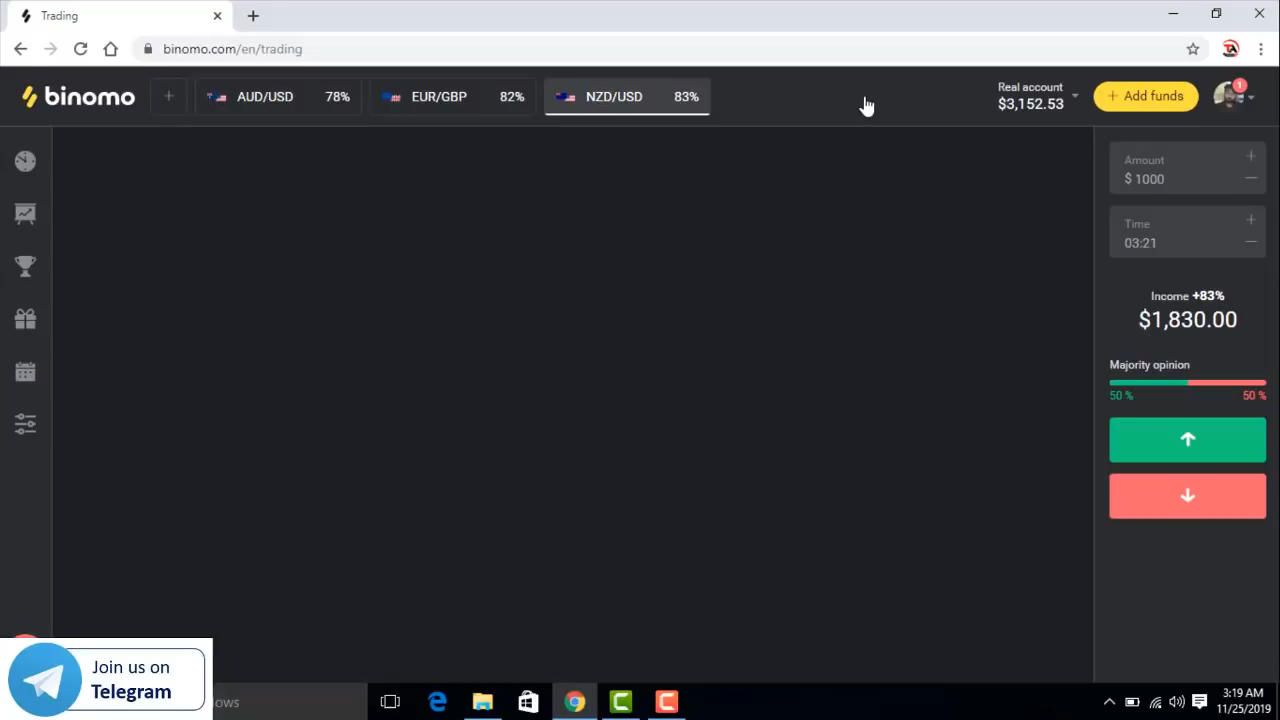 Trading
binomo.com/en/trading
binomo
AUD/USD 78%
EUR/GBP 82%
NZD/USD 83%
Real account
$3,152.53
+ Add funds
1
Amount
$ 1000
Time
03:21
Income +83%
$1,830.00
Majority opinion
50 % 50 %
Join us on
Telegram
lows
3:19 AM
11/25/2019